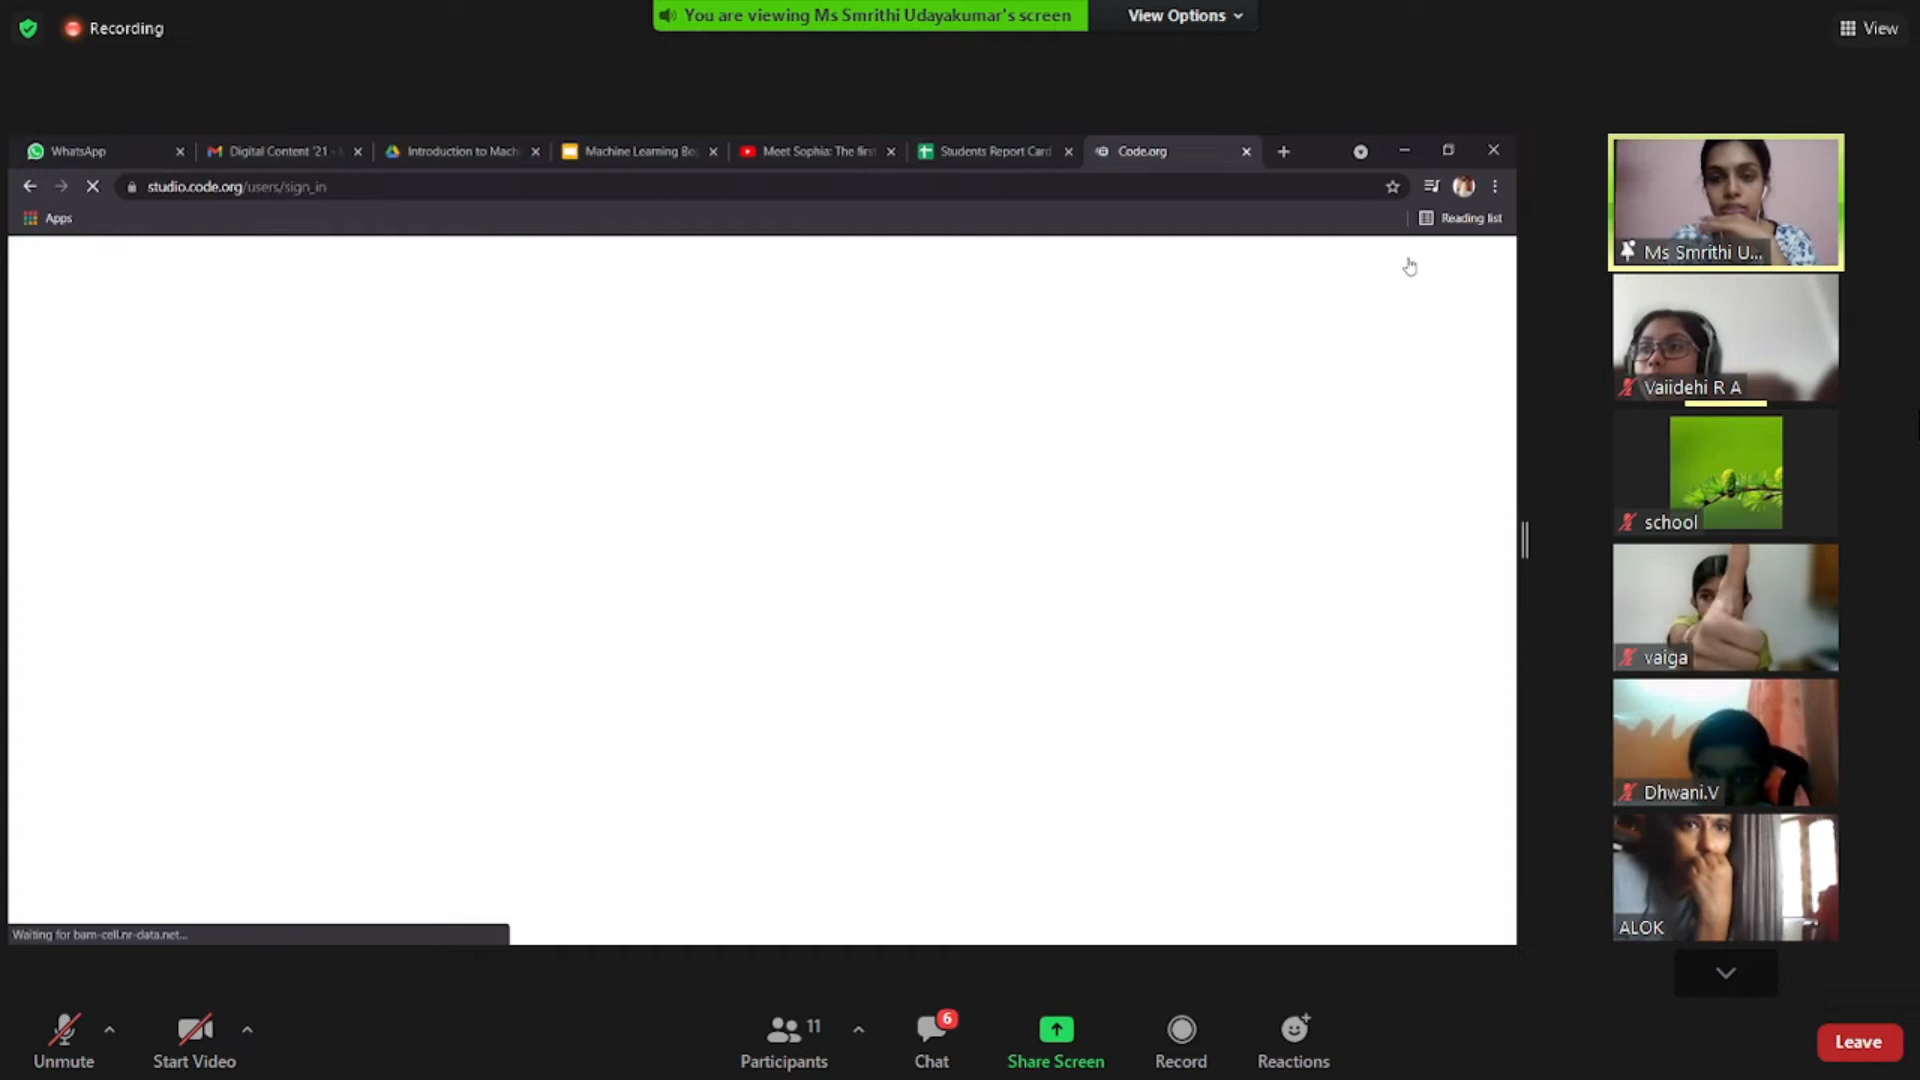 Recording
You are viewing Ms Smrithi Udayakumar's screen
View Options
View
WhatsApp
Digital Content '21 -
Introduction to Mach
Machine Learning Be
Meet Sophia: The first
Students Report Card
Code.org
studio.code.org/users/sign_in
Apps
Reading list
Ms Smrithi U...
Vaiidehi R A
school
vaiga
Dhwani.V
ALOK
Waiting for bam-cell.nr-data.net...
Unmute
Start Video
11
Participants
6
Chat
Share Screen
Record
Reactions
Leave